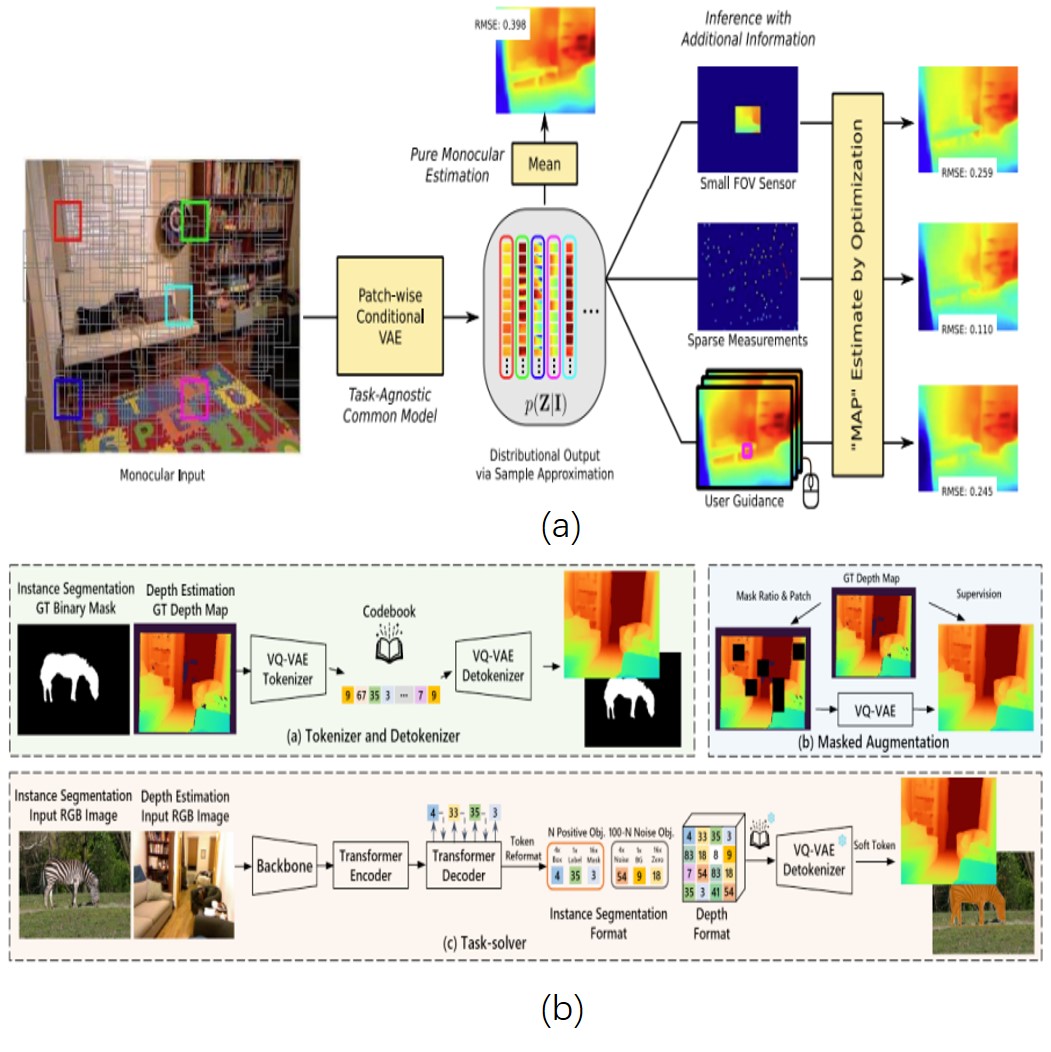 RMSE: 0.398
Inference with
Additional Information
Pure Monocular
Estimation
Mean
Small FOV Sensor
RMSE: 0.259
Patch-wise
Conditional
VAE
Task-Agnostic
Common Model
...
p(Z|I)
Distributional Output
via Sample Approximation
Monocular Input
Sparse Measurements
RMSE: 0.110
User Guidance
"MAP" Estimate by Optimization
RMSE: 0.245
(a)
Instance Segmentation
GT Binary Mask
Depth Estimation
GT Depth Map
VQ-VAE
Tokenizer
Codebook
9 67 35 3 ... 7 9
VQ-VAE
Detokenizer
(a) Tokenizer and Detokenizer
GT Depth Map
Mask Ratio & Patch
Supervision
VQ-VAE
(b) Masked Augmentation
Instance Segmentation
Input RGB Image
Depth Estimation
Input RGB Image
Backbone
Transformer
Encoder
4 33 35 3
Transformer
Decoder
Token
Reformat
N Positive Obj.
4x Box
1x Label
16x Mask
4 35 3
100-N Noise Obj.
4x Noise
1x BG
16x Zero
54 9 18
Instance Segmentation
Format
4 33 35 3
83 18 8 9
7 54 83 18
35 3 41 54
Depth
Format
VQ-VAE
Detokenizer
Soft Token
(c) Task-solver
(b)